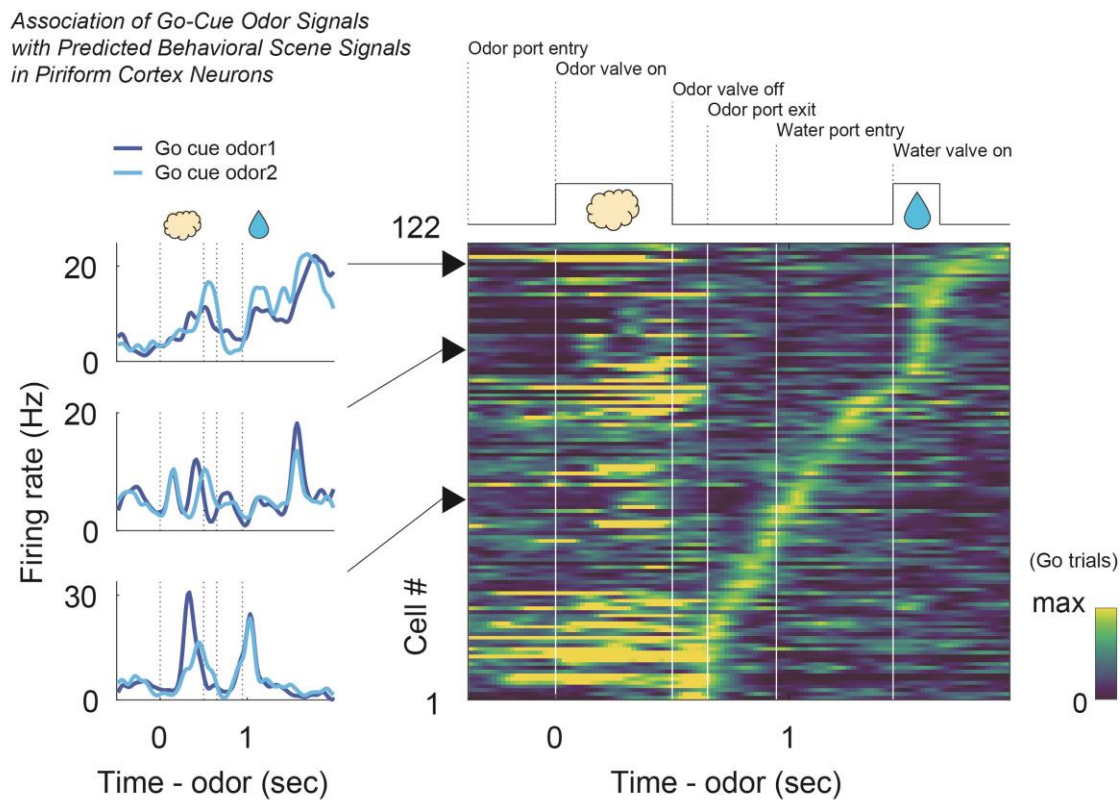 Association of Go-Cue Odor Signals
with Predicted Behavioral Scene Signals
in Piriform Cortex Neurons
Odor port entry
Odor valve on
Odor valve off
Odor port exit
Water port entry
Water valve on
Go cue odor1
Go cue odor2
122
20
0
20
0
30
0
Firing rate (Hz)
0
1
Time - odor (sec)
Cell #
1
0
1
Time - odor (sec)
(Go trials)
max
0